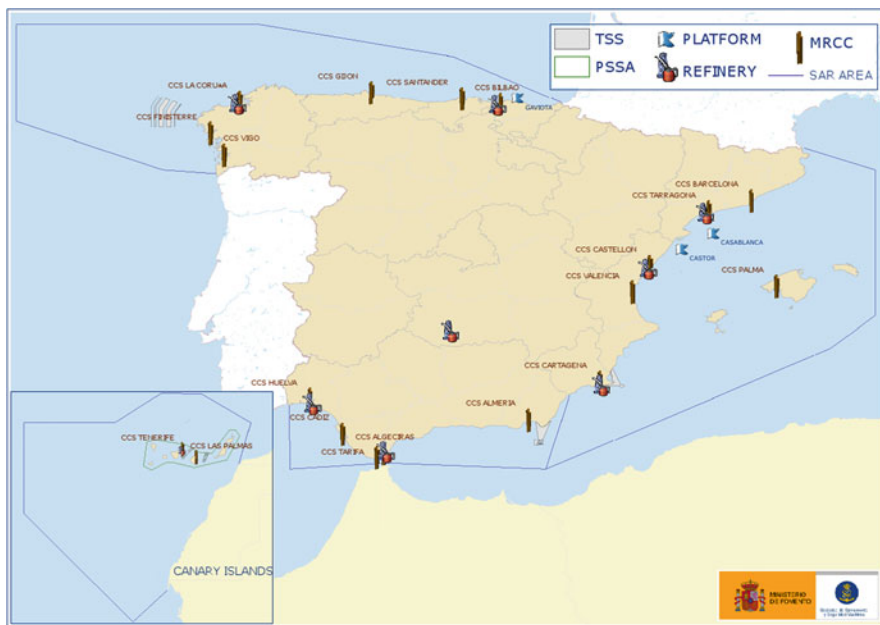 TSS
PLATFORM
MRCC
PSSA
REFINERY
SAR AREA
CCS LA CORU*A
CCS GIJON
CCS SANTANDER
CCS BILBAO
GAVIOTA
CCS FINISTERRE
CCS VIGO
CCS BARCELONA
CCS TARRAGONA
CASABLANCA
CCS CASTELLON
CASTOR
CCS VALENCIA
CCS PALMA
CCS CARTAGENA
CCS HUELVA
CCS ALMERIA
CCS CADIZ
CCS ALGECIRAS
CCS TARIFA
CCS TENERIFE
CCS LAS PALMAS
CANARY ISLANDS
MINISTERIO
DE FOMENTO